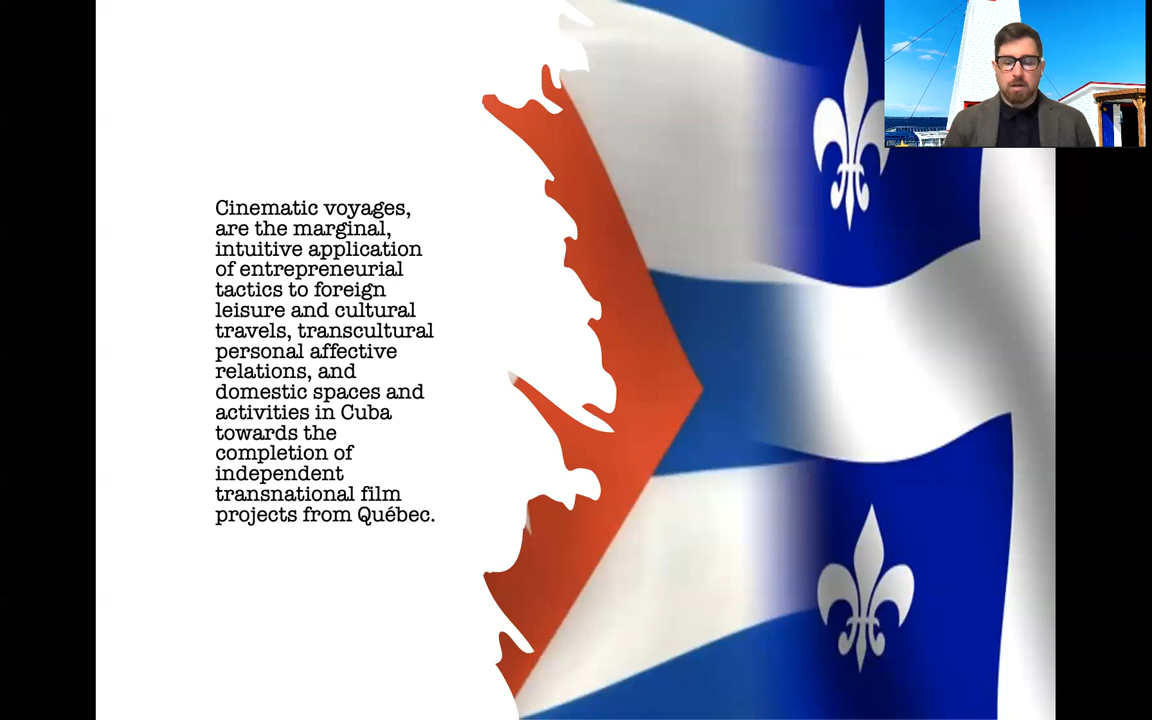 Cinematic voyages,
are the marginal,
intuitive application
of entrepreneurial
tactics to foreign
leisure and cultural
travels, transcultural
personal affective
relations, and
domestic spaces and
activities in Cuba
towards the
completion of
independent
transnational film
projects from Québec.